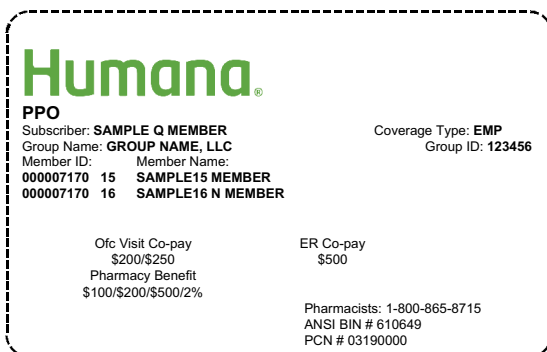 Humana®
PPO
Subscriber: SAMPLE Q MEMBER Coverage Type: EMP
Group Name: GROUP NAME, LLC Group ID: 123456
Member ID: Member Name:
000007170 15 SAMPLE15 MEMBER
000007170 16 SAMPLE16 N MEMBER
Ofc Visit Co-pay ER Co-pay
$200/$250 $500
Pharmacy Benefit
$100/$200/$500/2%
Pharmacists: 1-800-865-8715
ANSI BIN # 610649
PCN # 03190000